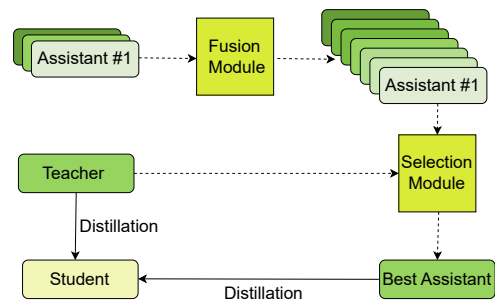 Assistant #1
Fusion
Module
Assistant #1
Selection
Module
Teacher
Distillation
Student
Best Assistant
Distillation